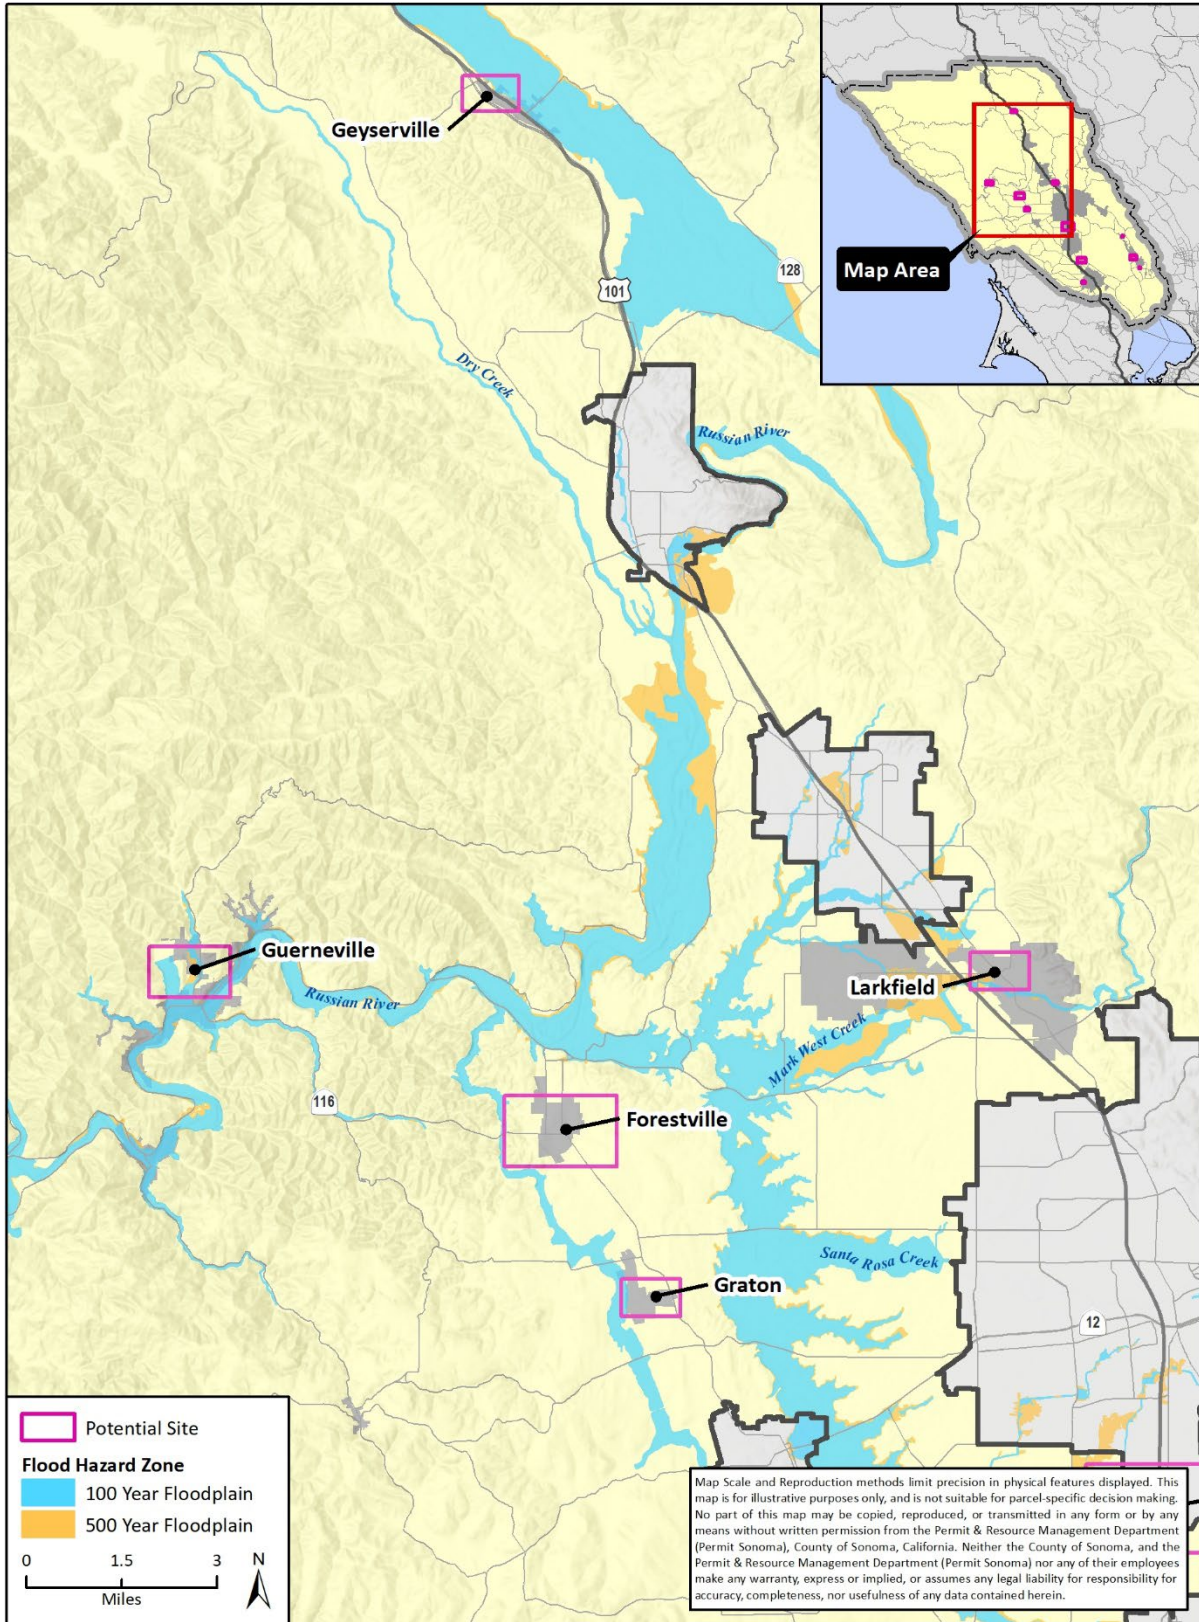 Geyserville
128
101
Map Area
Dry Creek
Russian River
Guerneville
Larkfield
Russian River
Mark West Creek
116
Forestville
Santa Rosa Creek
Graton
12
Potential Site
Flood Hazard Zone
100 Year Floodplain
500 Year Floodplain
0 1.5 3
Miles
N
Map Scale and Reproduction methods limit precision in physical features displayed. This
map is for illustrative purposes only, and is not suitable for parcel-specific decision making.
No part of this map may be copied, reproduced, or transmitted in any form or by any
means without written permission from the Permit & Resource Management Department
(Permit Sonoma), County of Sonoma, California. Neither the County of Sonoma, and the
Permit & Resource Management Department (Permit Sonoma) nor any of their employees
make any warranty, express or implied, or assumes any legal liability for responsibility for
accuracy, completeness, nor usefulness of any data contained herein.